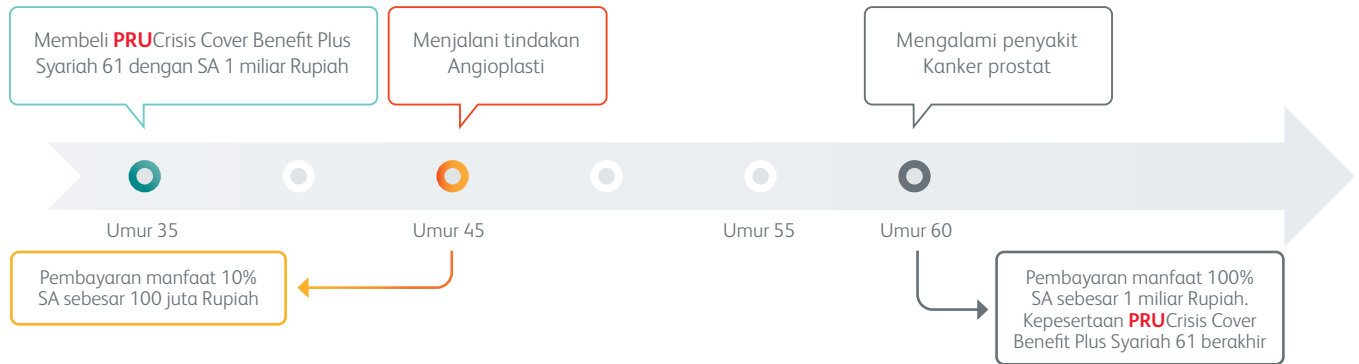 Membeli PRUCrisis Cover Benefit Plus
Syariah 61 dengan SA 1 miliar Rupiah
Menjalani tindakan
Angioplasti
Mengalami penyakit
Kanker prostat
Umur 35
Umur 45
Umur 55
Umur 60
Pembayaran manfaat 10%
SA sebesar 100 juta Rupiah
Pembayaran manfaat 100%
SA sebesar 1 miliar Rupiah.
Kepesertaan PRUCrisis Cover
Benefit Plus Syariah 61 berakhir